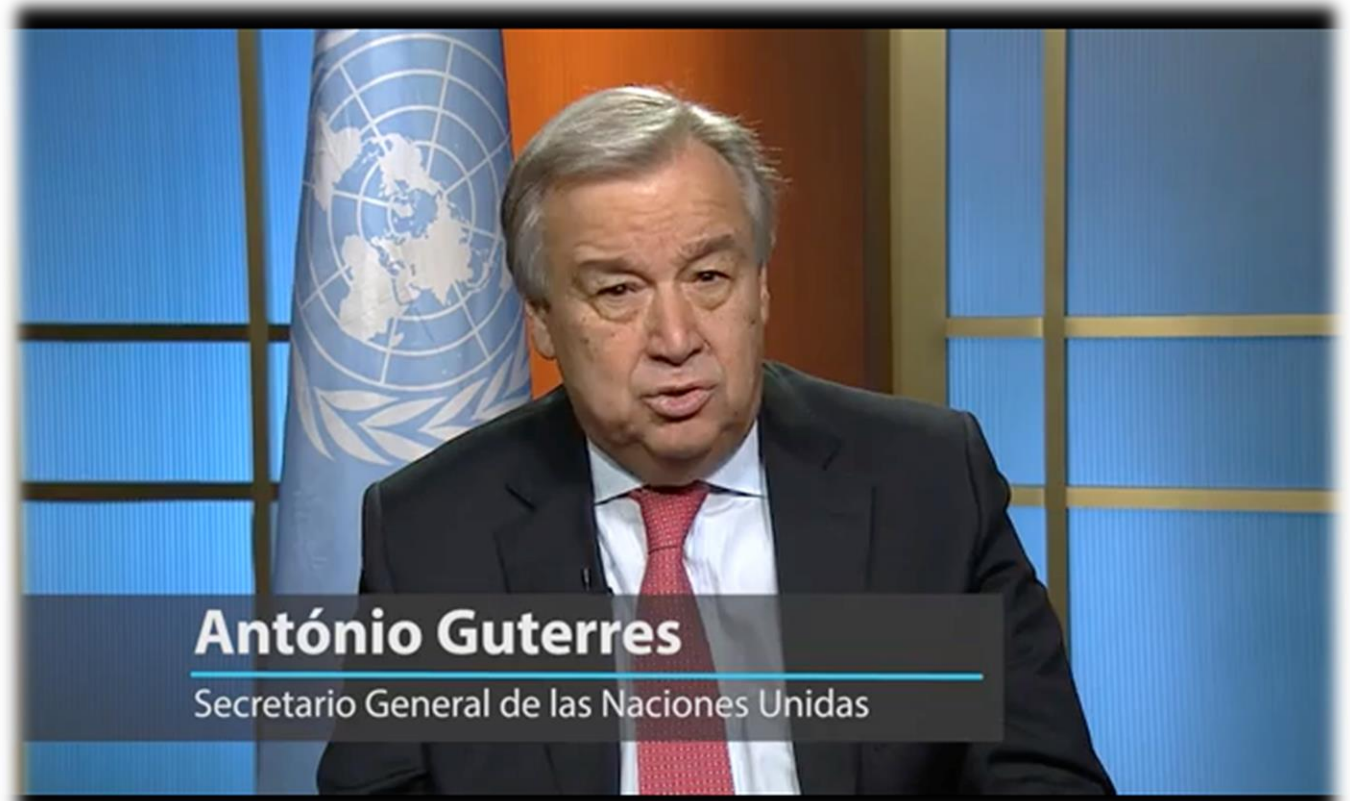 António Guterres
Secretario General de las Naciones Unidas